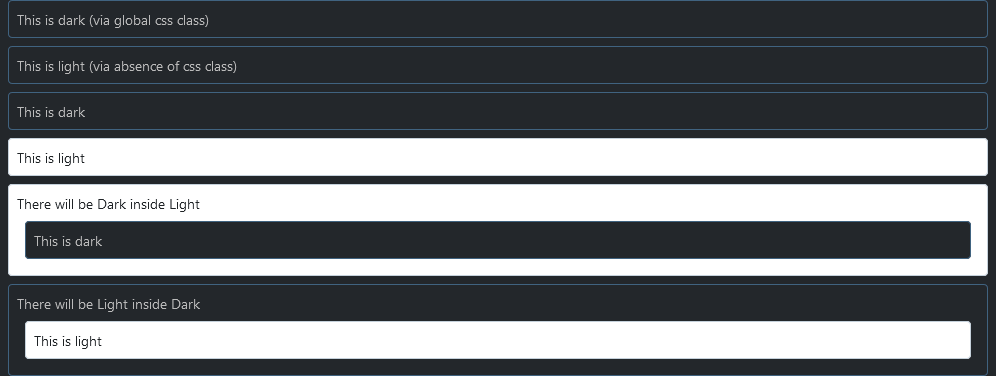 This is dark (via global css class)
This is light (via absence of css class)
This is dark
This is light
There will be Dark inside Light
This is dark
There will be Light inside Dark
This is light